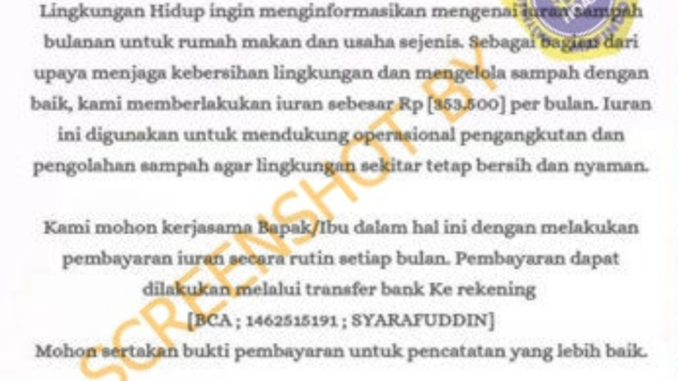 Lingkungan Hidup ingin menginformasikan mengenai iuran sampah
bulanan untuk rumah makan dan usaha sejenis. Sebagai bagian dari
upaya menjaga kebersihan lingkungan dan mengelola sampah dengan
baik, kami memberlakukan iuran sebesar Rp [353.500] per bulan. Iuran
ini digunakan untuk mendukung operasional pengangkutan dan
pengolahan sampah agar lingkungan sekitar tetap bersih dan nyaman.
Kami mohon kerjasama Bapak/Ibu dalam hal ini dengan melakukan
pembayaran iuran secara rutin setiap bulan. Pembayaran dapat
dilakukan melalui transfer bank Ke rekening
[BCA ; 1462515191 ; SYARAFUDDIN]
Mohon sertakan bukti pembayaran untuk pencatatan yang lebih baik.
SCREENSHOT BY